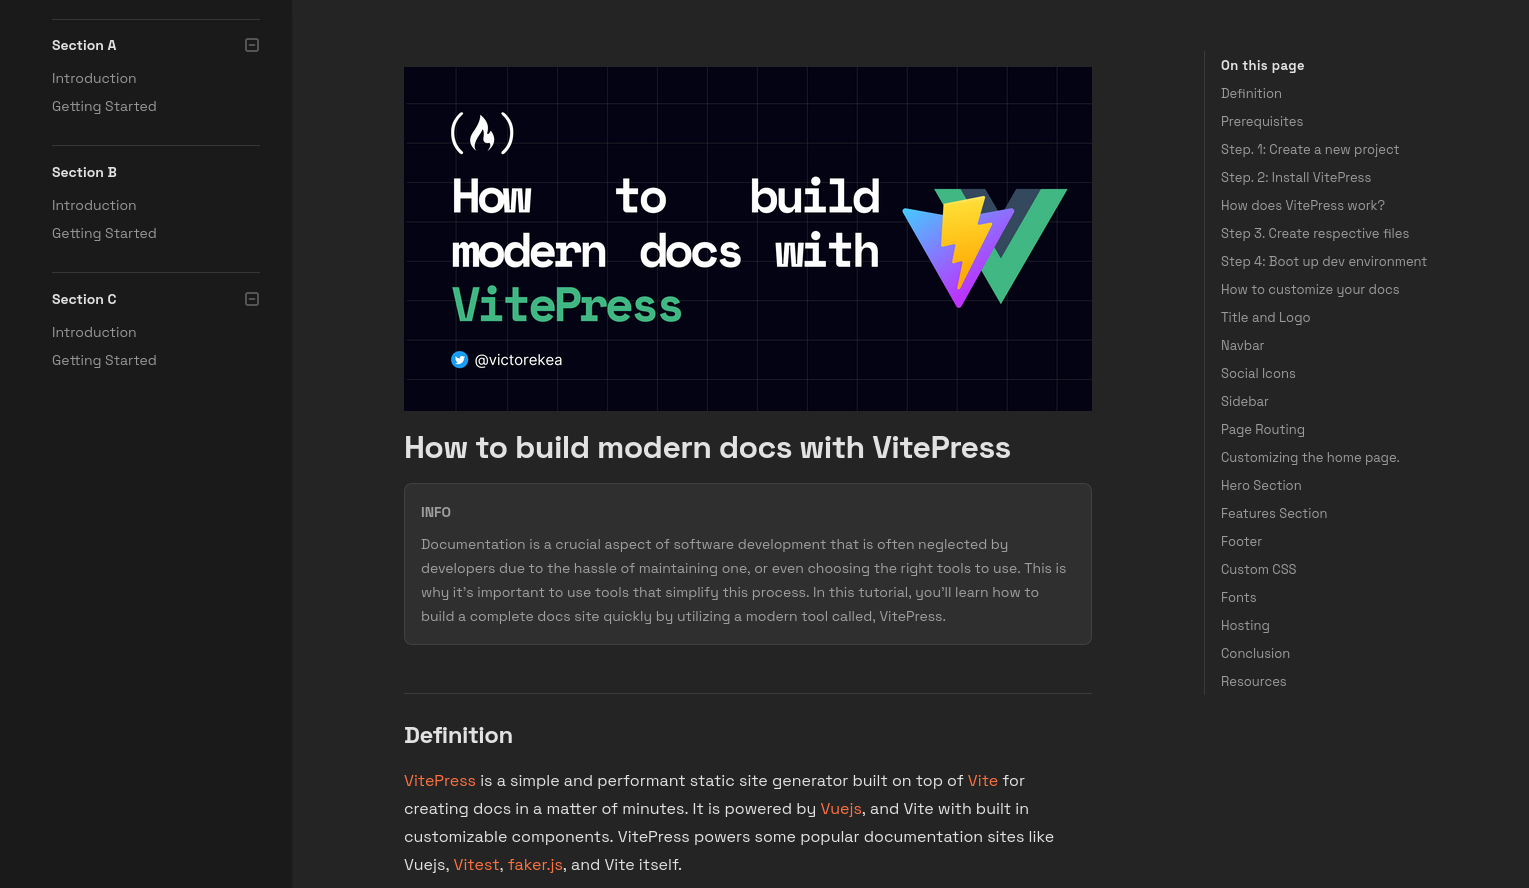 Section A
Introduction
Getting Started
Section B
Introduction
Getting Started
Section C
Introduction
Getting Started
How to build
modern docs with
VitePress
@victorekea
How to build modern docs with VitePress
INFO
Documentation is a crucial aspect of software development that is often neglected by
developers due to the hassle of maintaining one, or even choosing the right tools to use. This is
why it's important to use tools that simplify this process. In this tutorial, you'll learn how to
build a complete docs site quickly by utilizing a modern tool called, VitePress.
Definition
VitePress is a simple and performant static site generator built on top of Vite for
creating docs in a matter of minutes. It is powered by Vuejs, and Vite with built in
customizable components. VitePress powers some popular documentation sites like
Vuejs, Vitest, faker.js, and Vite itself.
On this page
Definition
Prerequisites
Step. 1: Create a new project
Step. 2: Install VitePress
How does VitePress work?
Step 3. Create respective files
Step 4: Boot up dev environment
How to customize your docs
Title and Logo
Navbar
Social Icons
Sidebar
Page Routing
Customizing the home page.
Hero Section
Features Section
Footer
Custom CSS
Fonts
Hosting
Conclusion
Resources